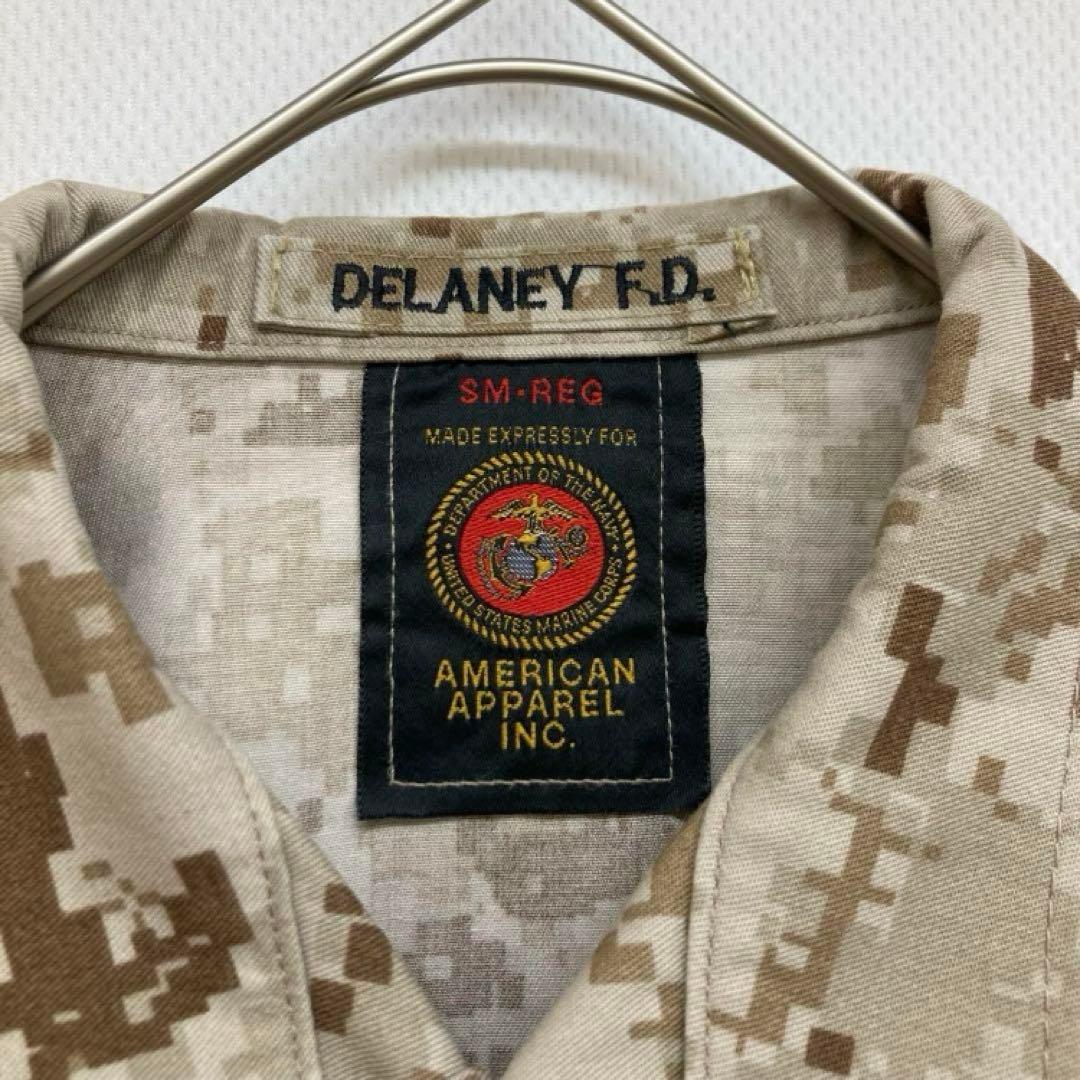 DELANEY F.D.
SM-REG
MADE EXPRESSLY FOR
DEPARTMENT OF THE NAVY
UNITED STATES MARINE CORPS
AMERICAN
APPAREL
INC.